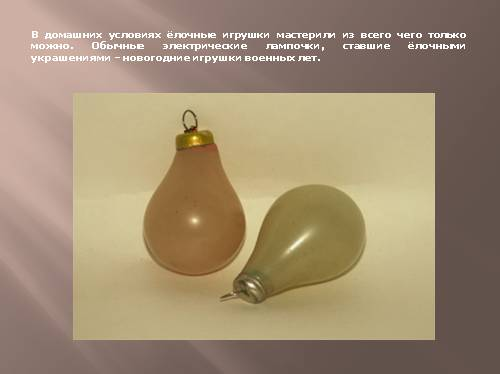 В домашних условиях ёлочные игрушки мастерили из всего чего только
можно. Обычные электрические лампочки, ставшие ёлочными
украшениями – новогодние игрушки военных лет.